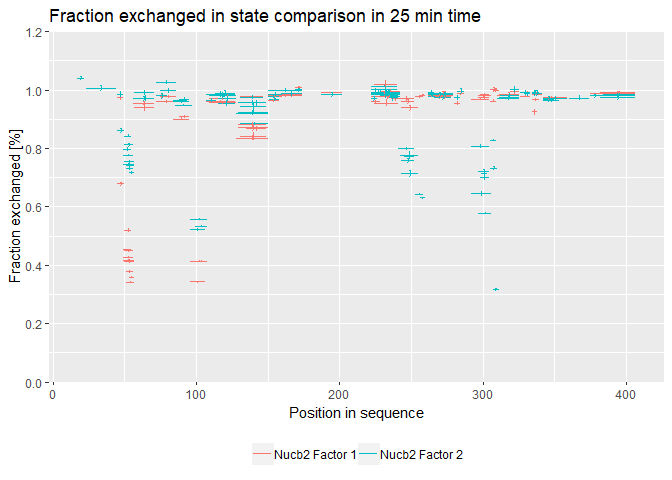 Fraction exchanged in state comparison in 25 min time
Fraction exchanged [%]
1.2
1.0
0.8
0.6
0.4
0.2
0.0
0 100 200 300 400
Position in sequence
Nucb2 Factor 1 Nucb2 Factor 2